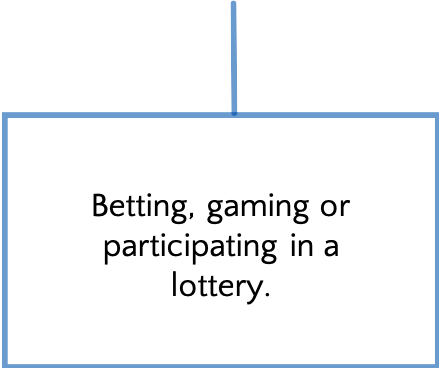 Betting, gaming or
participating in a
lottery.